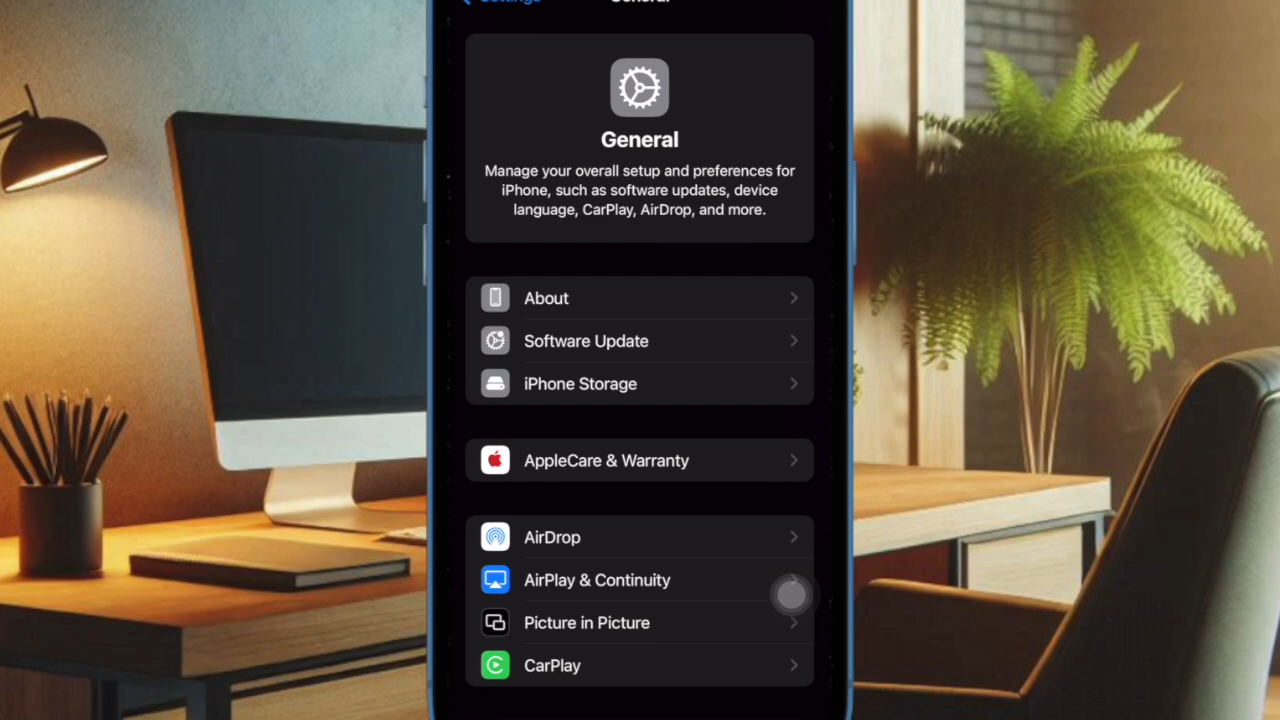 General
Manage your overall setup and preferences for
iPhone, such as software updates, device
language, CarPlay, AirDrop, and more.
About
Software Update
iPhone Storage
AppleCare & Warranty
AirDrop
AirPlay & Continuity
Picture in Picture
CarPlay